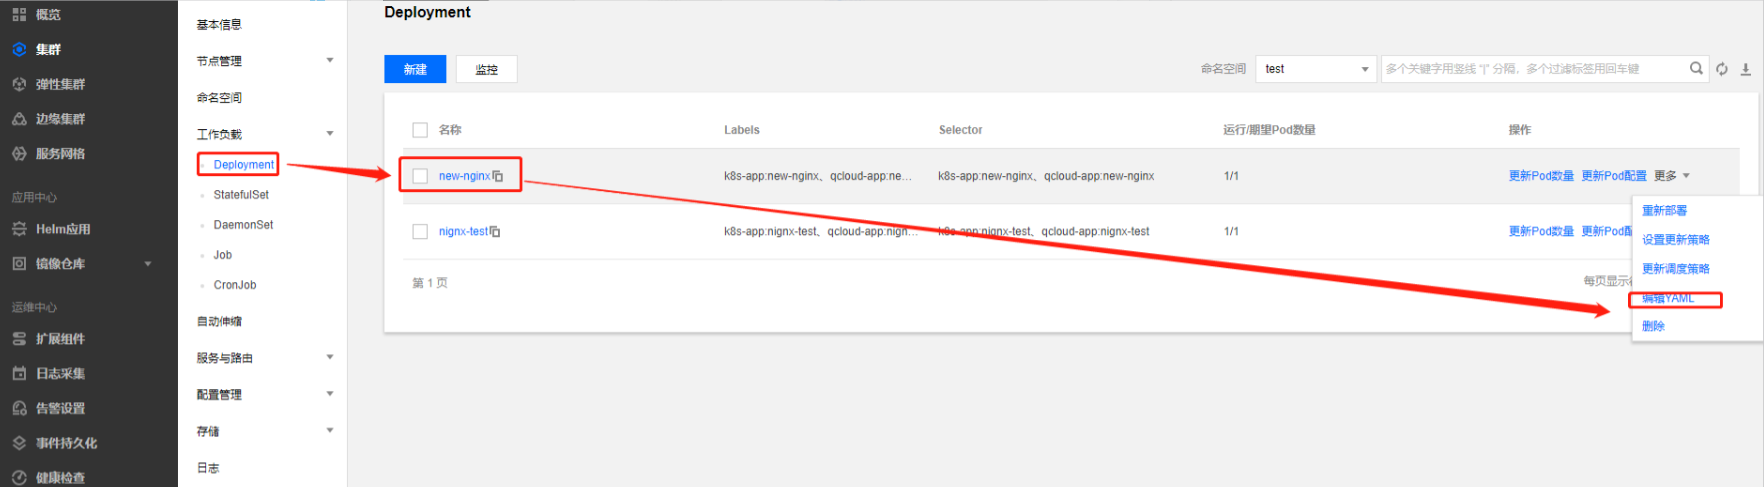 概览
集群
弹性集群
边缘集群
服务网格
应用中心
Helm应用
镜像仓库
运维中心
扩展组件
日志采集
告警设置
事件持久化
健康检查
基本信息
节点管理
命名空间
工作负载
Deployment
StatefulSet
DaemonSet
Job
CronJob
自动伸缩
服务与路由
配置管理
存储
日志
Deployment
新建 监控 命名空间 test 多个关键字用竖线 "|" 分隔，多个过滤标签用回车键
名称 Labels Selector 运行/期望Pod数量 操作
new-nginx k8s-app:new-nginx、qcloud-app:ne... k8s-app:new-nginx、qcloud-app:new-nginx 1/1 更新Pod数量 更新Pod配置 更多
nignx-test k8s-app:nignx-test、qcloud-app:nign... k8s-app:nignx-test、qcloud-app:nignx-test 1/1 更新Pod数量 更新Pod配
第 1 页 每页显示
重新部署
设置更新策略
更新调度策略
编辑YAML
删除